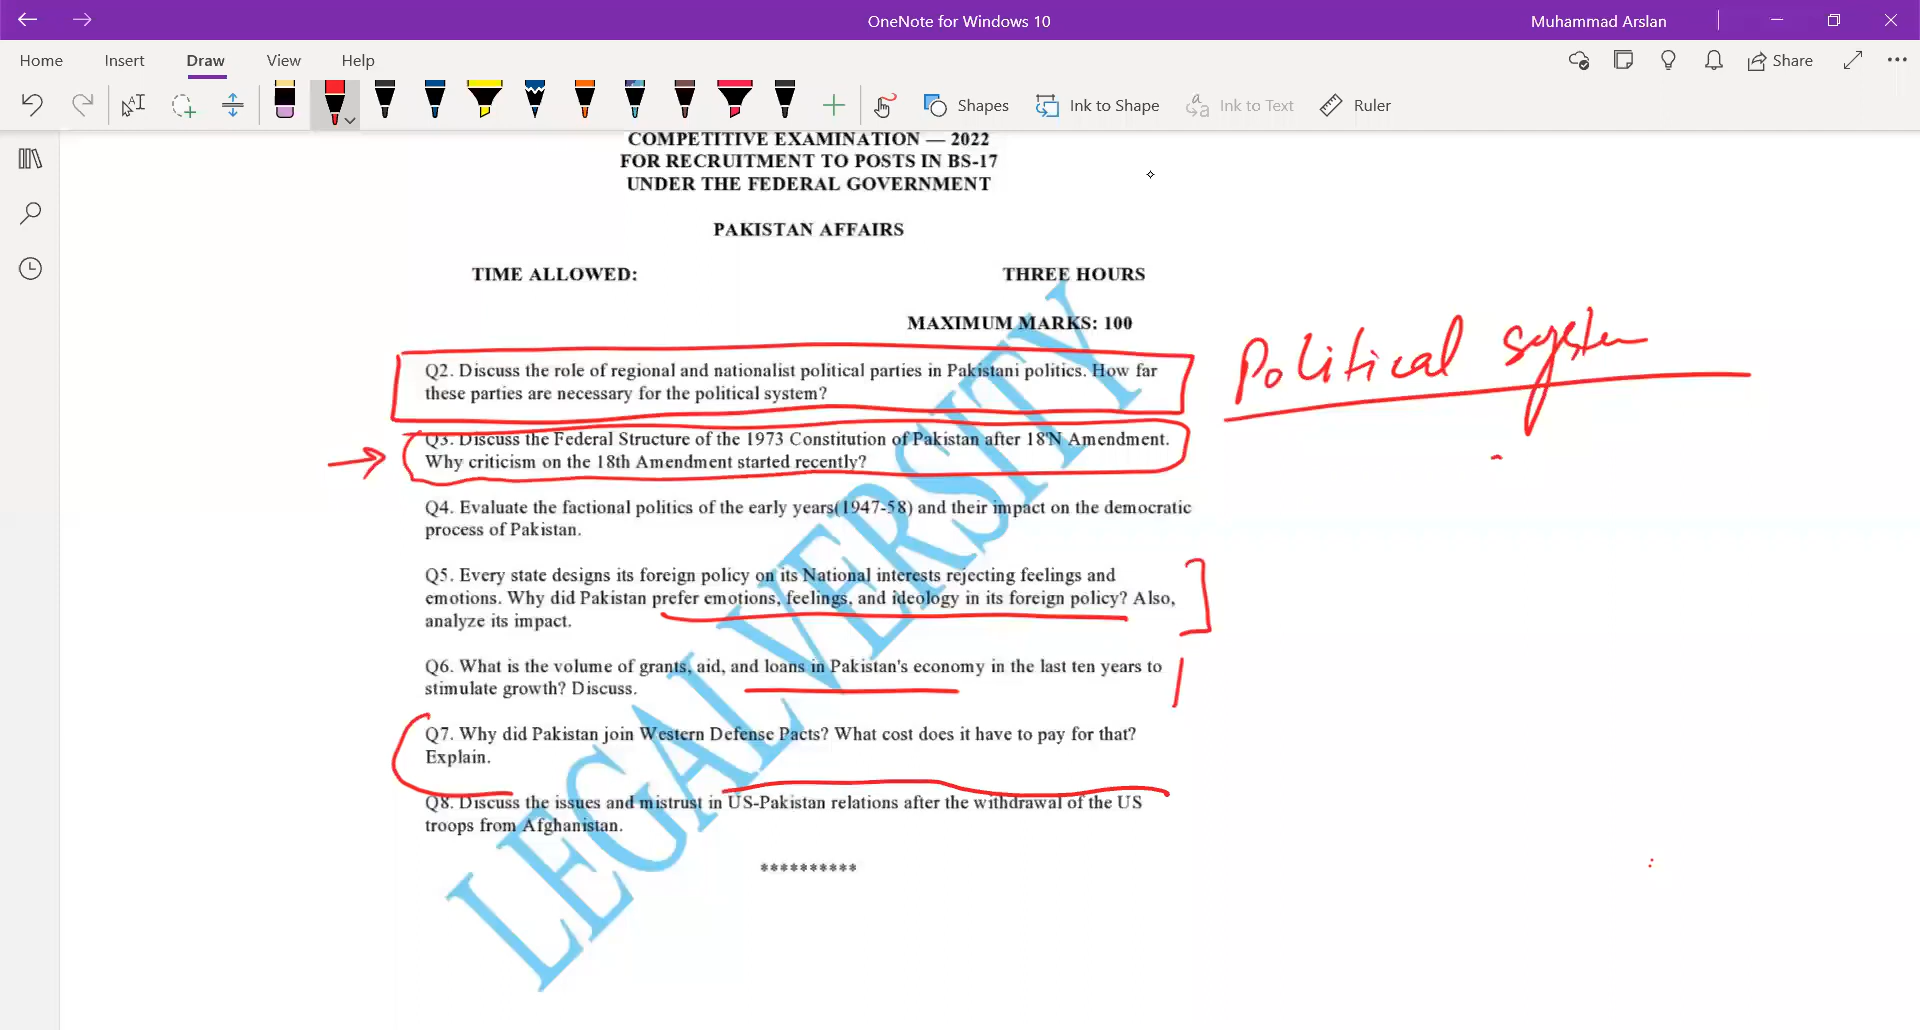 OneNote for Windows 10
Muhammad Arslan
Home Insert Draw View Help
Share
Shapes Ink to Shape Ink to Text Ruler
COMPETITIVE EXAMINATION — 2022
FOR RECRUITMENT TO POSTS IN BS-17
UNDER THE FEDERAL GOVERNMENT
PAKISTAN AFFAIRS
TIME ALLOWED: THREE HOURS
MAXIMUM MARKS: 100
Q2. Discuss the role of regional and nationalist political parties in Pakistani politics. How far
these parties are necessary for the political system?
Political system
Q3. Discuss the Federal Structure of the 1973 Constitution of Pakistan after 18'N Amendment.
Why criticism on the 18th Amendment started recently?
Q4. Evaluate the factional politics of the early years(1947-58) and their impact on the democratic
process of Pakistan.
Q5. Every state designs its foreign policy on its National interests rejecting feelings and
emotions. Why did Pakistan prefer emotions, feelings, and ideology in its foreign policy? Also,
analyze its impact.
Q6. What is the volume of grants, aid, and loans in Pakistan's economy in the last ten years to
stimulate growth? Discuss.
Q7. Why did Pakistan join Western Defense Pacts? What cost does it have to pay for that?
Explain.
Q8. Discuss the issues and mistrust in US-Pakistan relations after the withdrawal of the US
troops from Afghanistan.
**********
LEGALVERSITY